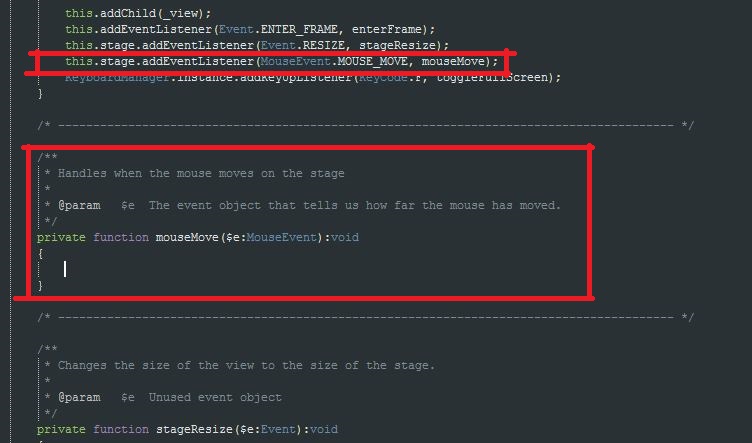 this.addChild(_view);
this.addEventListener(Event.ENTER_FRAME, enterFrame);
this.stage.addEventListener(Event.RESIZE, stageResize);
this.stage.addEventListener(MouseEvent.MOUSE_MOVE, mouseMove);
KeyboardManager.instance.addKeyUpListener(KeyCode.F, toggleFullScreen);
}
/* ---------------------------------------------------------------------------------------- */
/**
* Handles when the mouse moves on the stage
*
* @param $e The event object that tells us how far the mouse has moved.
*/
private function mouseMove($e:MouseEvent):void
{
}
/* ---------------------------------------------------------------------------------------- */
/**
* Changes the size of the view to the size of the stage.
*
* @param $e Unused event object
*/
private function stageResize($e:Event):void